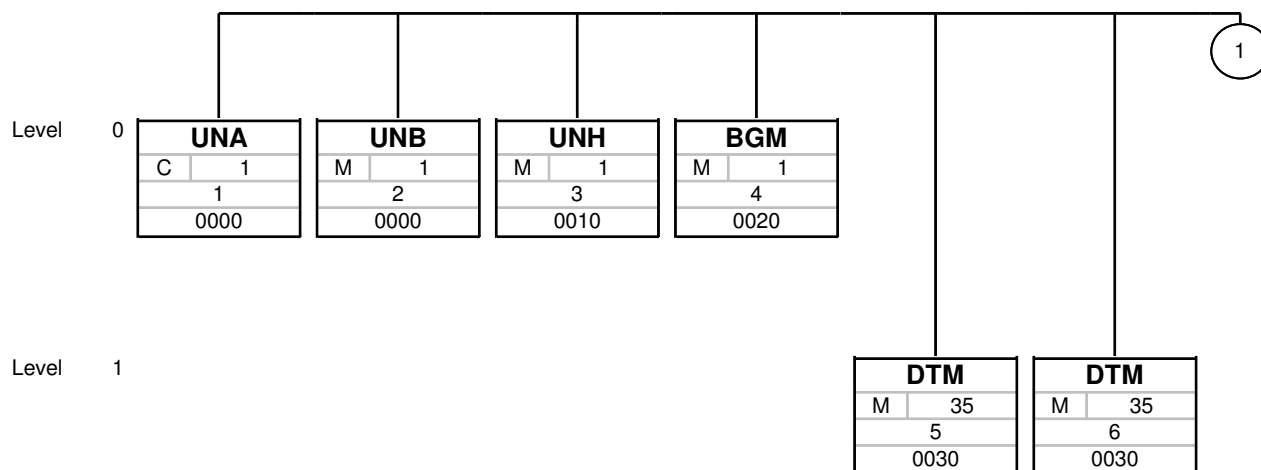 1
Level 0
UNA UNB UNH BGM
C 1 M 1 M 1 M 1
1 2 3 4
0000 0000 0010 0020
Level 1
DTM DTM
M 35 M 35
5 6
0030 0030